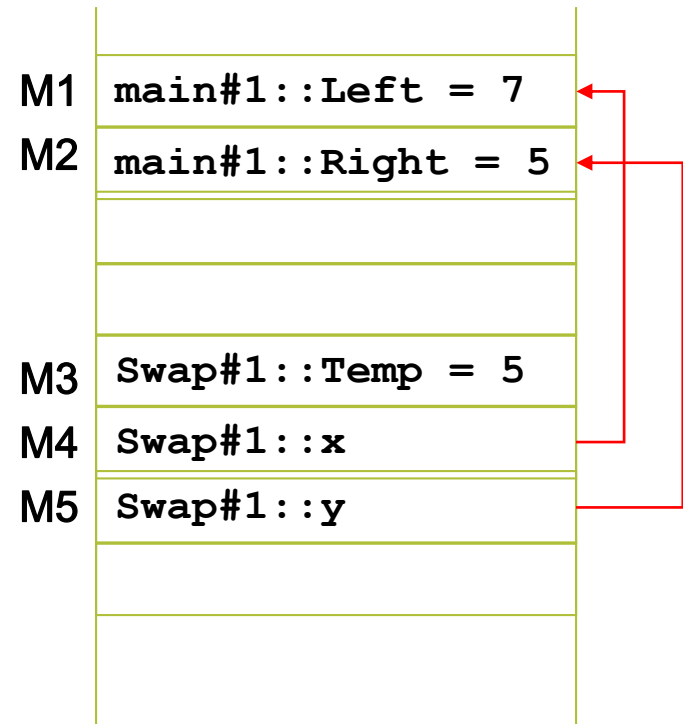 M1 main#1::Left = 7
M2 main#1::Right = 5
M3 Swap#1::Temp = 5
M4 Swap#1::x
M5 Swap#1::y